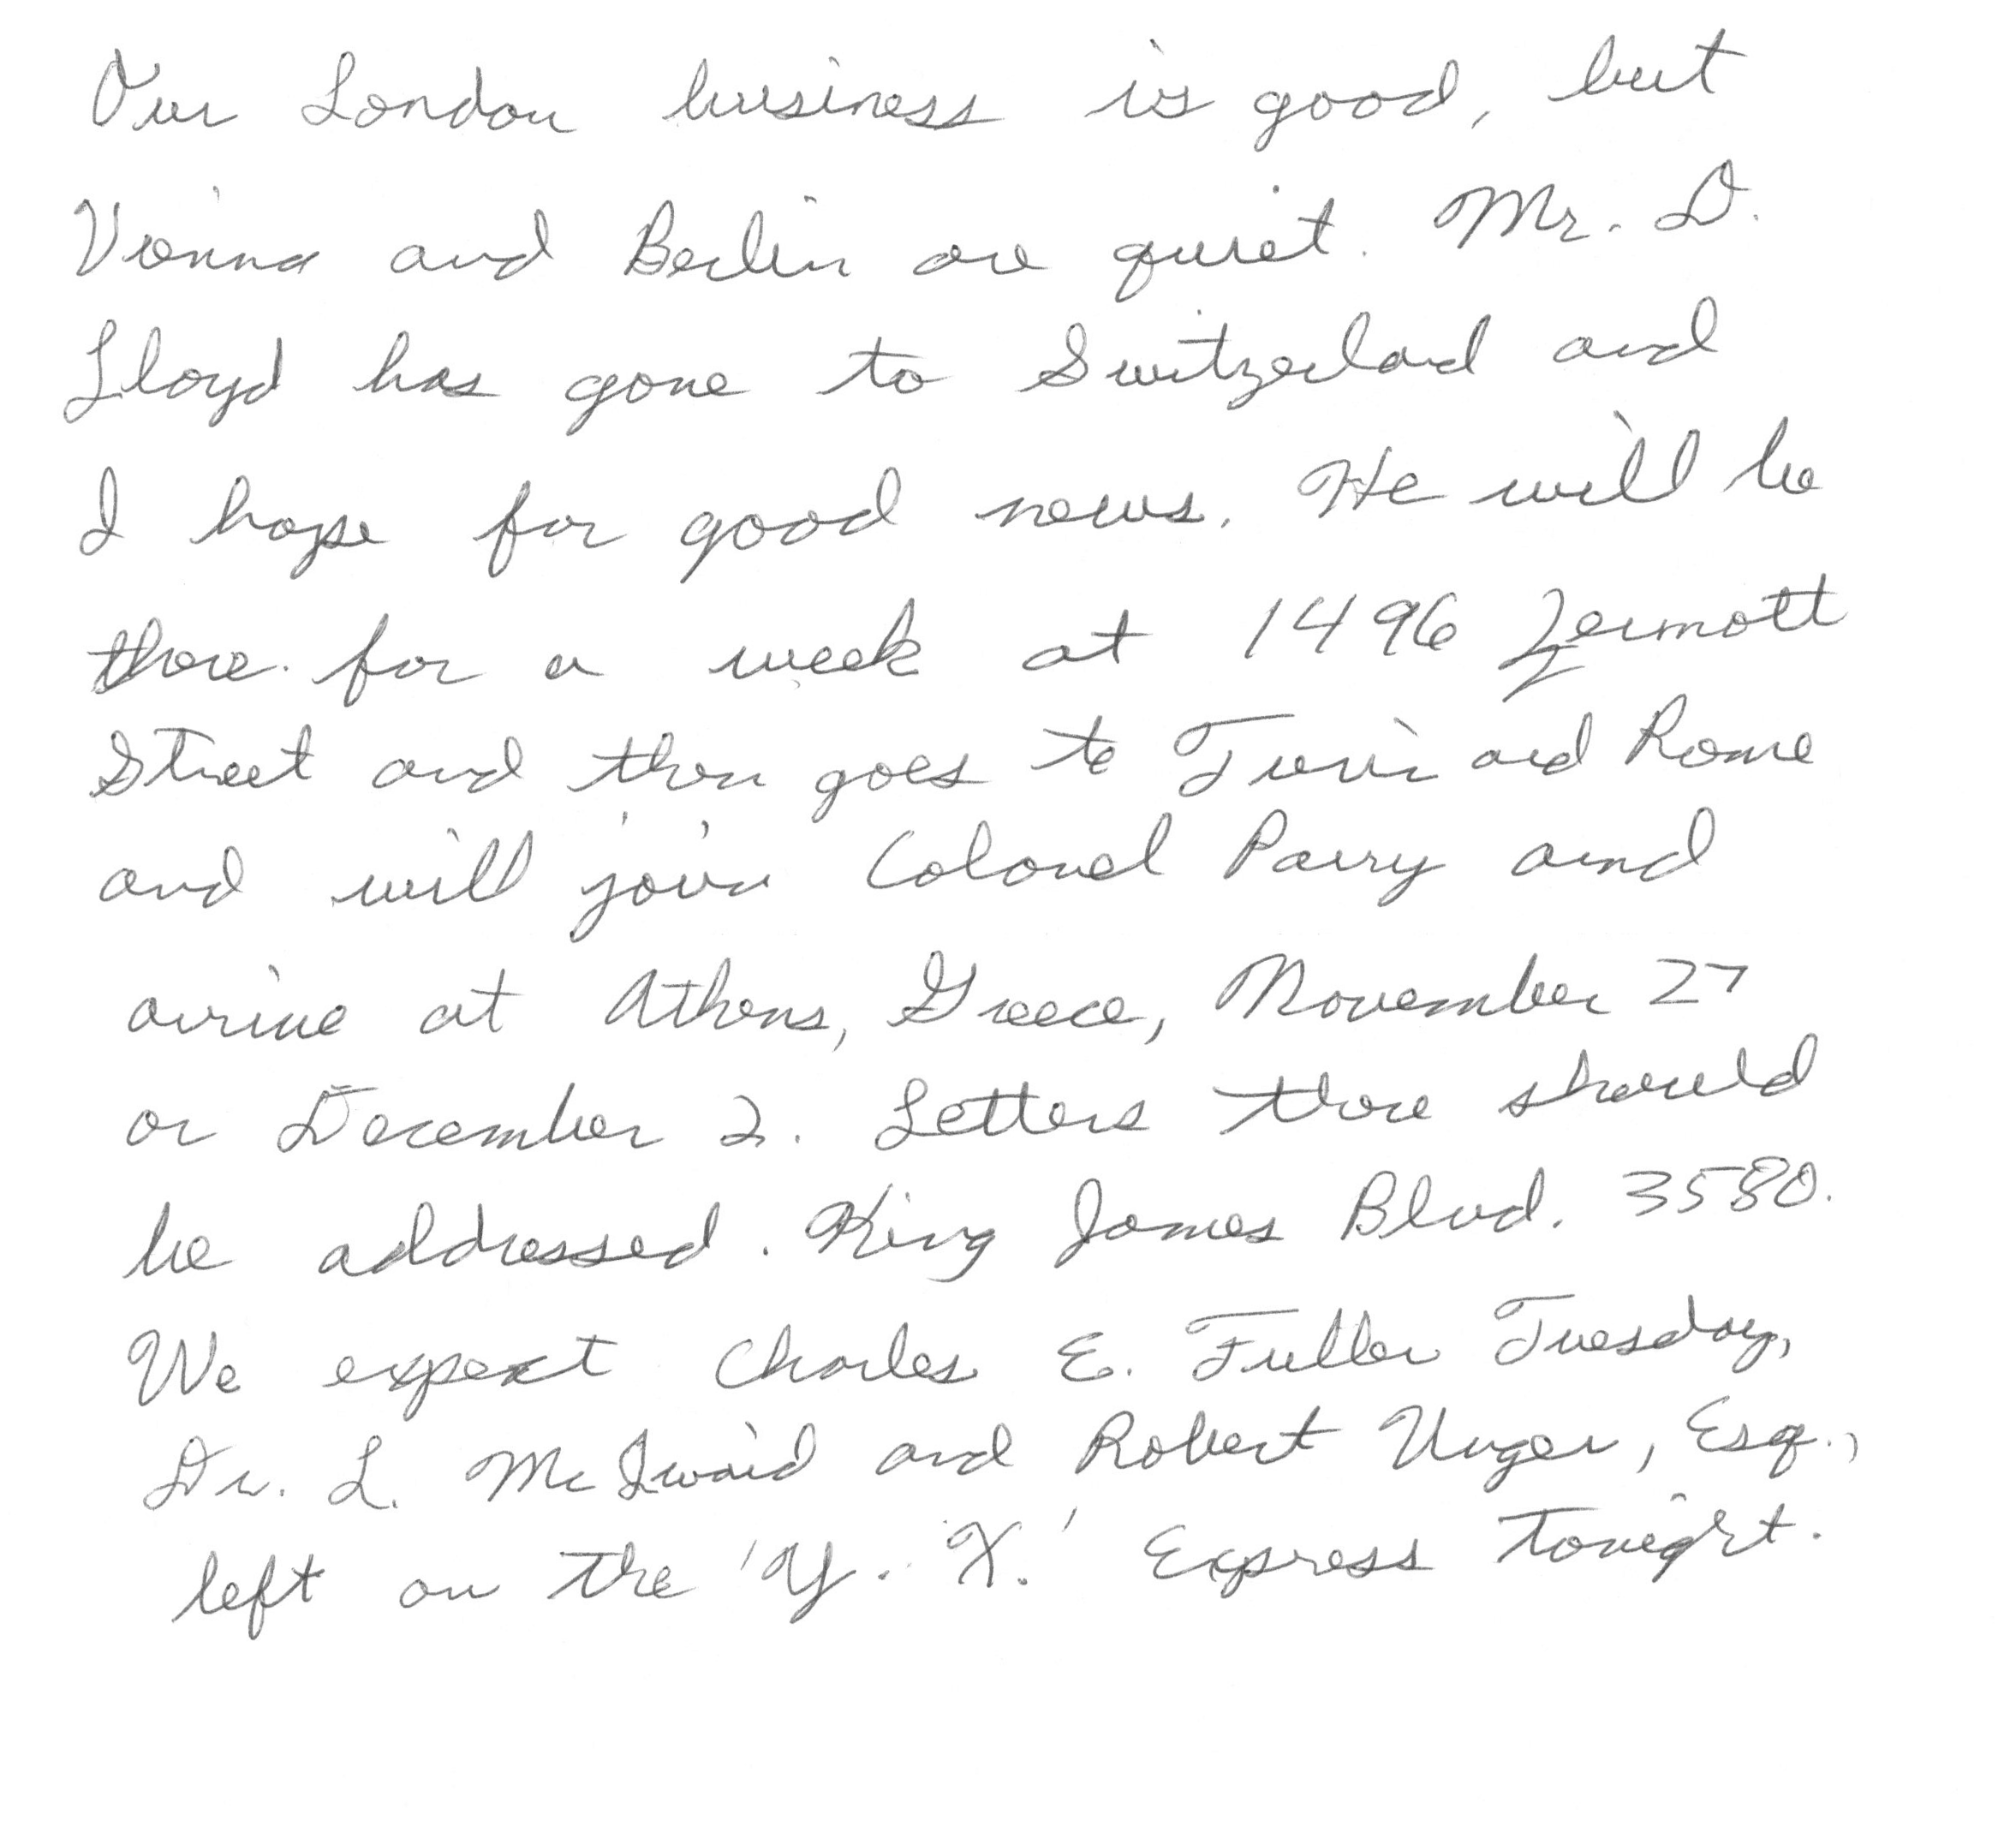 Our London business is good, but
Vienna and Berlin are quiet. Mr. D.
Lloyd has gone to Switzerland and
I hope for good news. He will be
there for a week at 1496 Zermott
Street and then goes to Turin and Rome
and will join Colonel Parry and
arrive at Athens, Greece, November 27
or December 2. Letters there should
be addressed. King James Blvd. 3580.
We expect Charles E. Fuller Tuesday,
Dr. L. McQuaid and Robert Unger, Esq.,
left on the 'Y. X.' Express tonight.